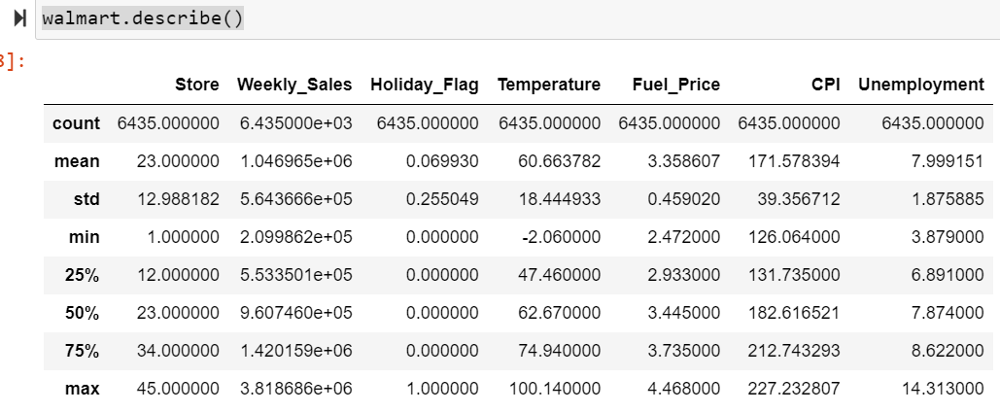 walmart.describe()
8]:
Store Weekly_Sales Holiday_Flag Temperature Fuel_Price CPI Unemployment
count 6435.000000 6.435000e+03 6435.000000 6435.000000 6435.000000 6435.000000 6435.000000
mean 23.000000 1.046965e+06 0.069930 60.663782 3.358607 171.578394 7.999151
std 12.988182 5.643666e+05 0.255049 18.444933 0.459020 39.356712 1.875885
min 1.000000 2.099862e+05 0.000000 -2.060000 2.472000 126.064000 3.879000
25% 12.000000 5.533501e+05 0.000000 47.460000 2.933000 131.735000 6.891000
50% 23.000000 9.607460e+05 0.000000 62.670000 3.445000 182.616521 7.874000
75% 34.000000 1.420159e+06 0.000000 74.940000 3.735000 212.743293 8.622000
max 45.000000 3.818686e+06 1.000000 100.140000 4.468000 227.232807 14.313000